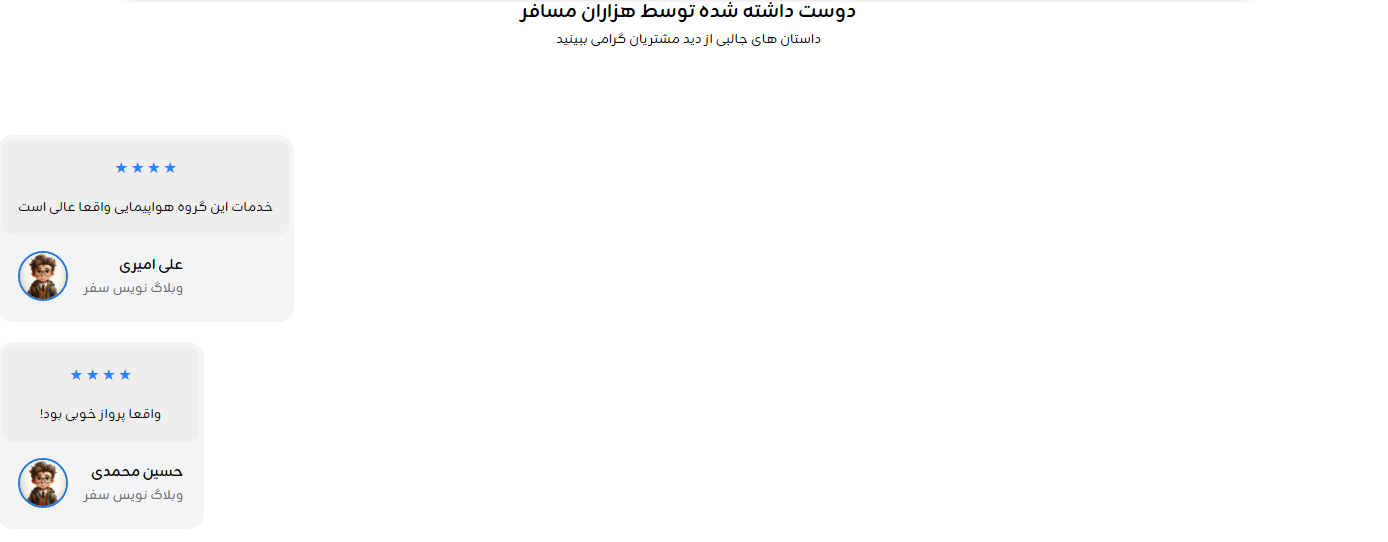 دوست داشته شده توسط هزاران مسافر
داستان های جالبی از دید مشتریان گرامی ببینید
★ ★ ★ ★
خدمات این گروه هواپیمایی واقعا عالی است
علی امیری
وبلاگ نویس سفر
★ ★ ★ ★
واقعا پرواز خوبی بود!
حسین محمدی
وبلاگ نویس سفر